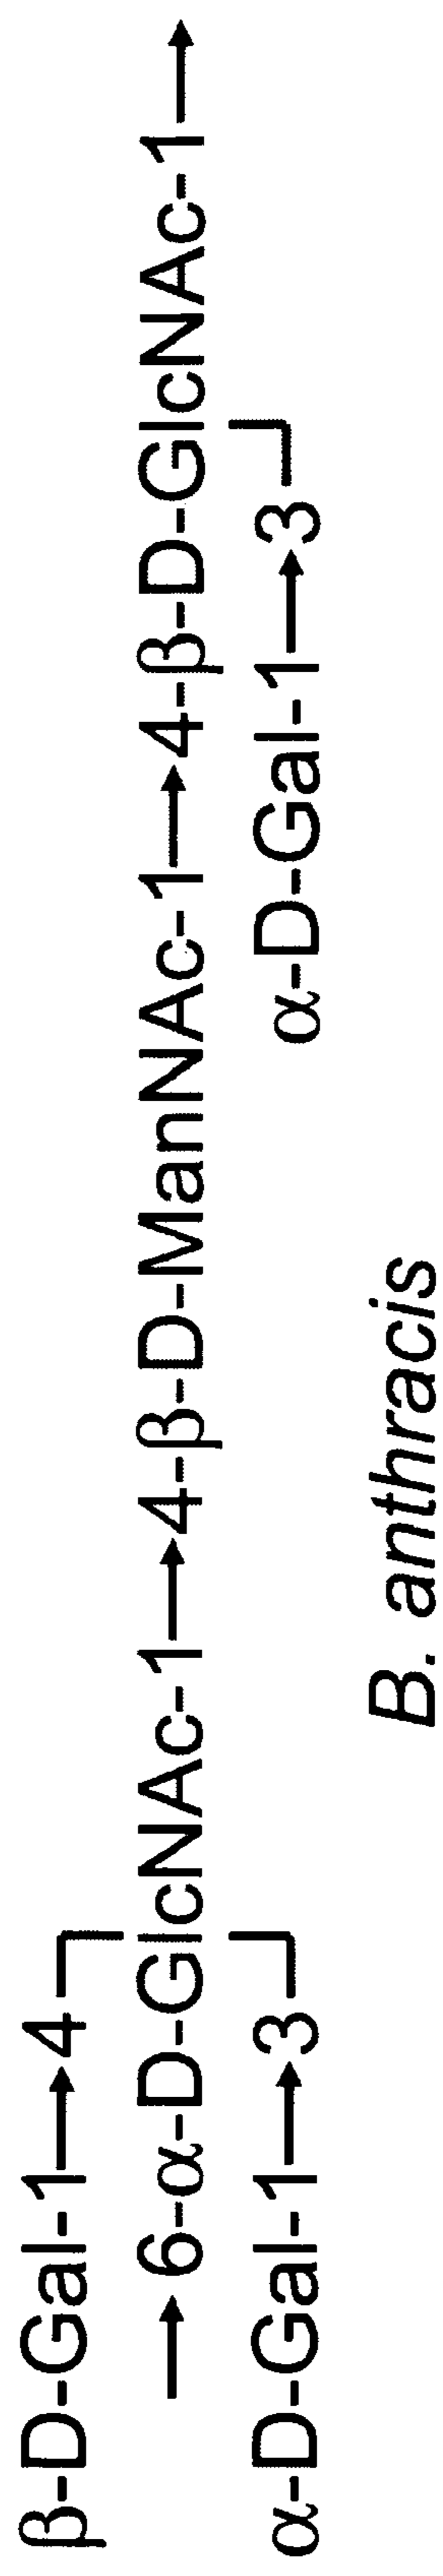 β-D-Gal-1→4
→6-α-D-GlcNAc-1→4-β-D-ManNAc-1→4-β-D-GlcNAc-1→
α-D-Gal-1→3 α-D-Gal-1→3
B. anthracis